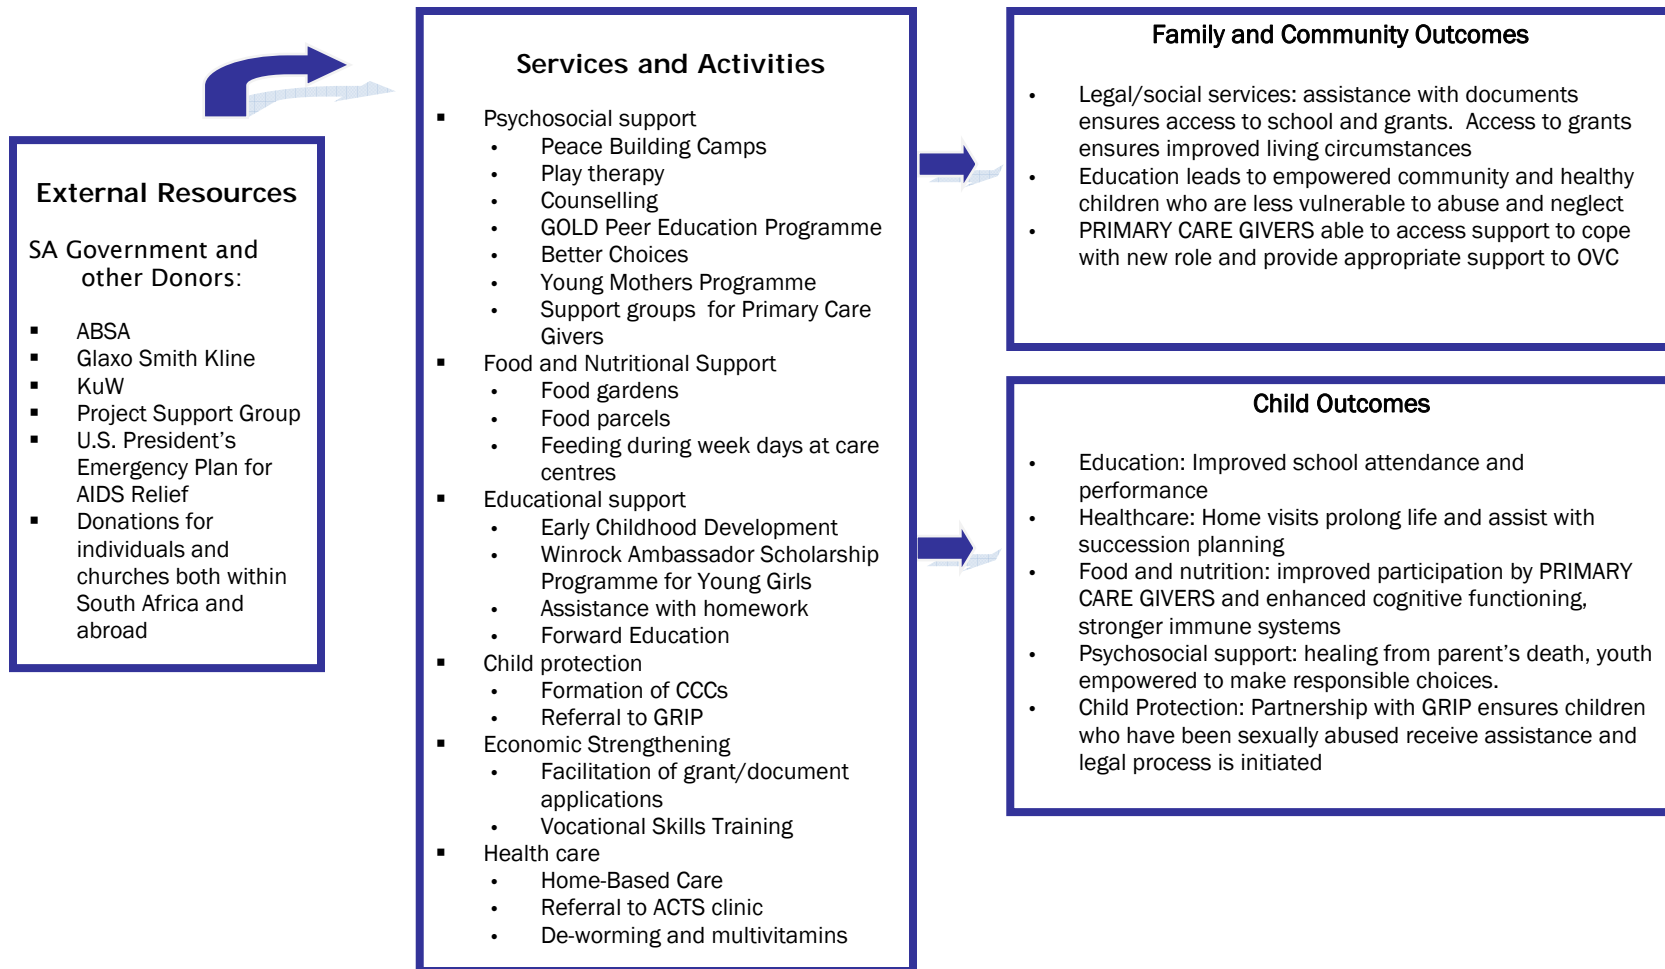 External Resources
SA Government and
other Donors:
▪ ABSA
▪ Glaxo Smith Kline
▪ KuW
▪ Project Support Group
▪ U.S. President's
Emergency Plan for
AIDS Relief
▪ Donations for
individuals and
churches both within
South Africa and
abroad
Services and Activities
▪ Psychosocial support
• Peace Building Camps
• Play therapy
• Counselling
• GOLD Peer Education Programme
• Better Choices
• Young Mothers Programme
• Support groups for Primary Care
Givers
▪ Food and Nutritional Support
• Food gardens
• Food parcels
• Feeding during week days at care
centres
▪ Educational support
• Early Childhood Development
• Winrock Ambassador Scholarship
Programme for Young Girls
• Assistance with homework
• Forward Education
▪ Child protection
• Formation of CCCs
• Referral to GRIP
▪ Economic Strengthening
• Facilitation of grant/document
applications
• Vocational Skills Training
▪ Health care
• Home-Based Care
• Referral to ACTS clinic
• De-worming and multivitamins
Family and Community Outcomes
• Legal/social services: assistance with documents
ensures access to school and grants. Access to grants
ensures improved living circumstances
• Education leads to empowered community and healthy
children who are less vulnerable to abuse and neglect
• PRIMARY CARE GIVERS able to access support to cope
with new role and provide appropriate support to OVC
Child Outcomes
• Education: Improved school attendance and
performance
• Healthcare: Home visits prolong life and assist with
succession planning
• Food and nutrition: improved participation by PRIMARY
CARE GIVERS and enhanced cognitive functioning,
stronger immune systems
• Psychosocial support: healing from parent's death, youth
empowered to make responsible choices.
• Child Protection: Partnership with GRIP ensures children
who have been sexually abused receive assistance and
legal process is initiated